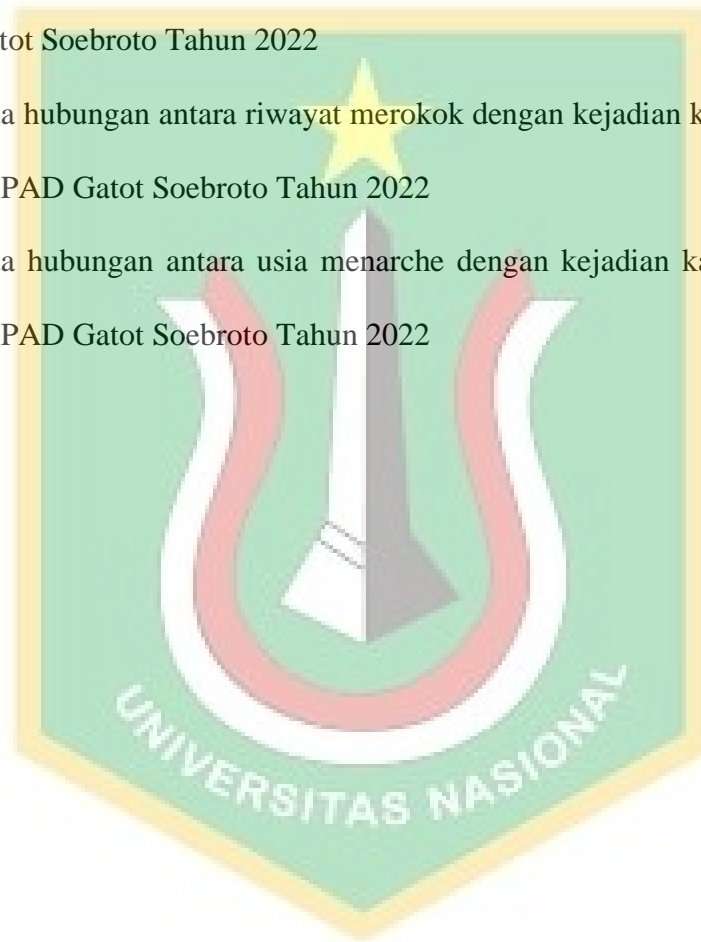 tot Soebroto Tahun 2022
a hubungan antara riwayat merokok dengan kejadian k
PAD Gatot Soebroto Tahun 2022
a hubungan antara usia menarche dengan kejadian ka
PAD Gatot Soebroto Tahun 2022
UNIVERSITAS NASIONAL